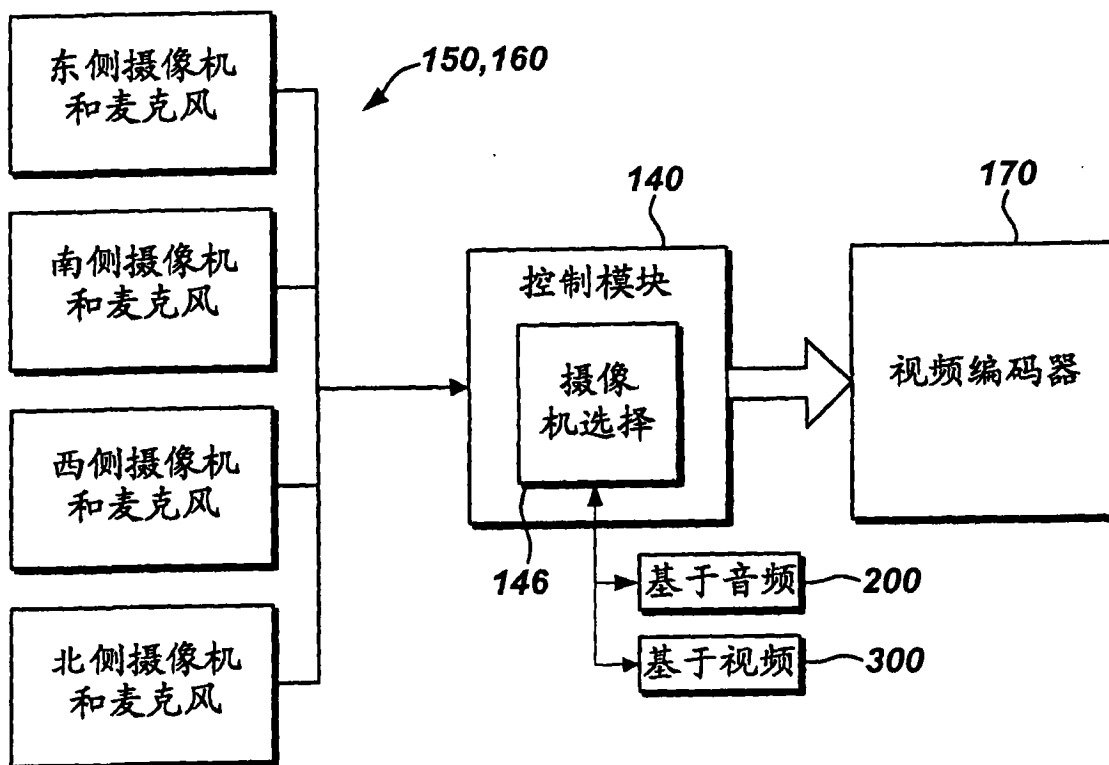 东侧摄像机
和麦克风
150,160
南侧摄像机
和麦克风
西侧摄像机
和麦克风
北侧摄像机
和麦克风
140
控制模块
摄像
机选择
146
170
视频编码器
基于音频
200
基于视频
300